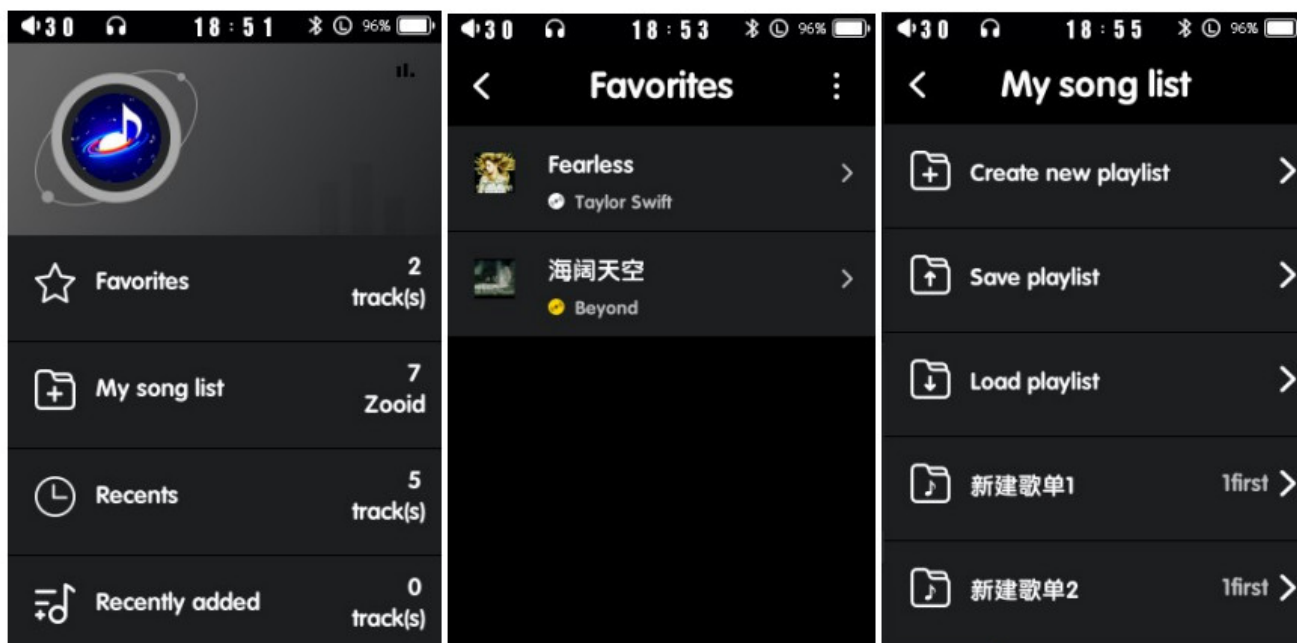 30 18:51 96%
Favorites 2
track(s)
My song list 7
Zooid
Recents 5
track(s)
Recently added 0
track(s)
30 18:53 96%
Favorites
Fearless
Taylor Swift
海阔天空
Beyond
30 18:55 96%
My song list
Create new playlist
Save playlist
Load playlist
新建歌单1 1first
新建歌单2 1first